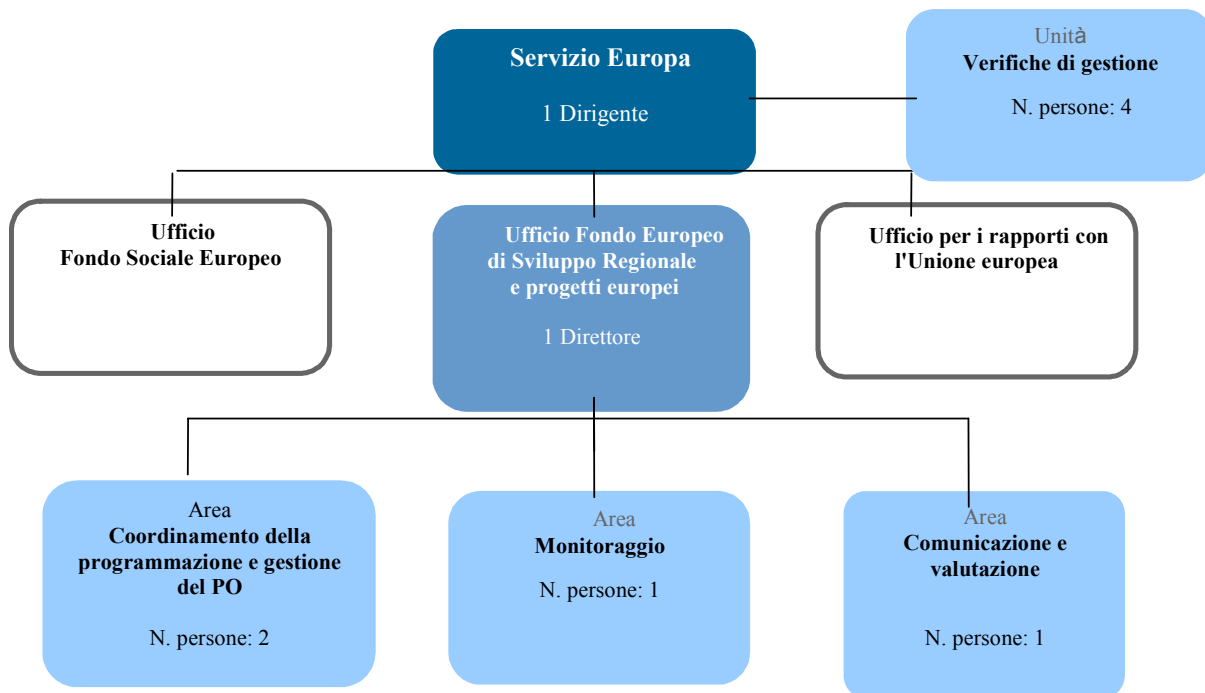 Servizio Europa
1 Dirigente
Unità
Verifiche di gestione
N. persone: 4
Ufficio
Fondo Sociale Europeo
Ufficio Fondo Europeo
di Sviluppo Regionale
e progetti europei
1 Direttore
Ufficio per i rapporti con
l'Unione europea
Area
Coordinamento della
programmazione e gestione
del PO
N. persone: 2
Area
Monitoraggio
N. persone: 1
Area
Comunicazione e
valutazione
N. persone: 1